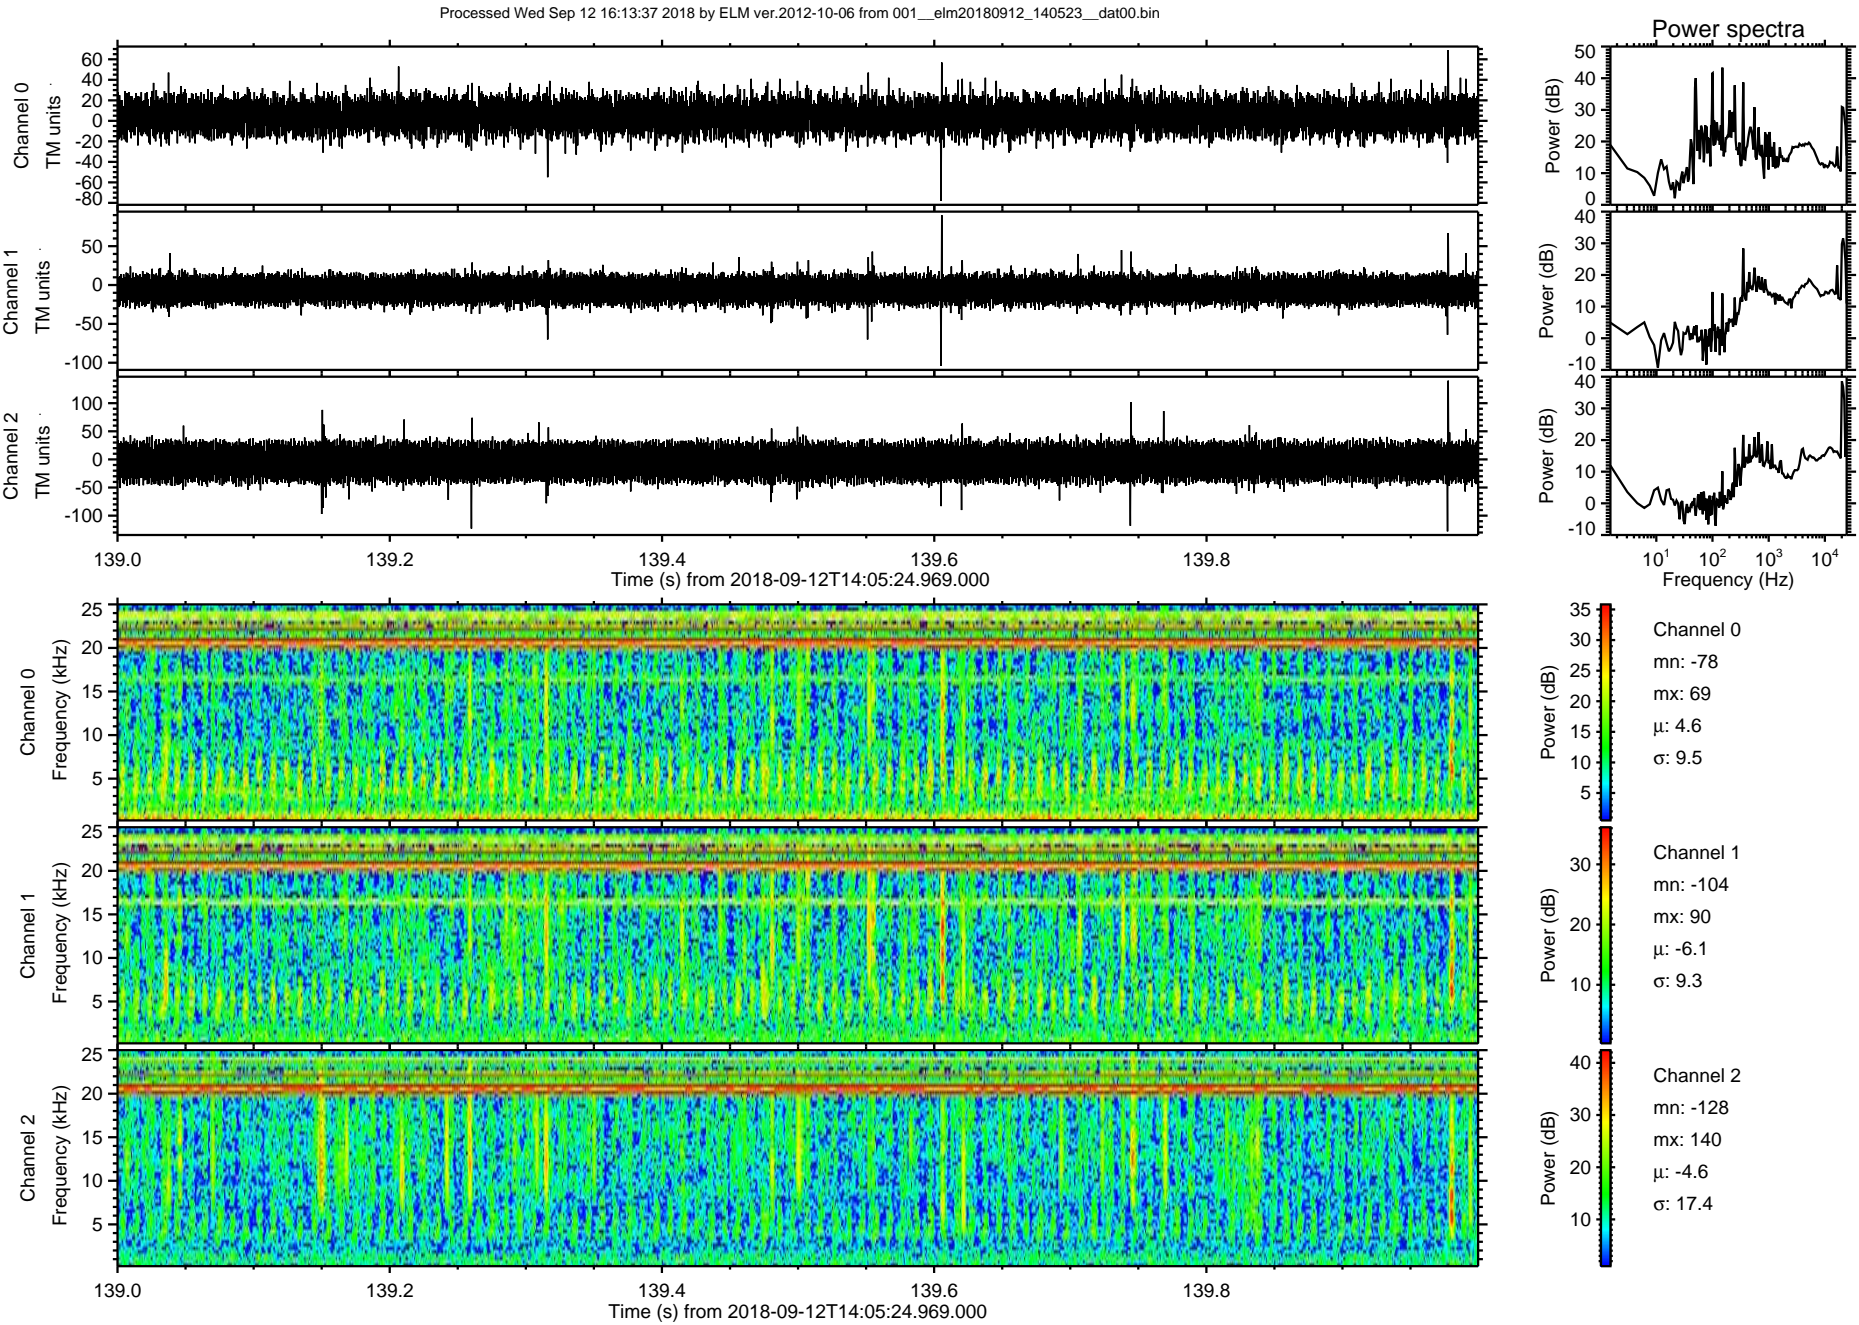 Processed Wed Sep 12 16:13:37 2018 by ELM ver.2012-10-06 from 001__elm20180912_140523__dat00.bin
Power spectra
Channel 0
TM units
60
40
20
0
-20
-40
-60
-80
Power (dB)
50
40
30
20
10
0
Channel 1
TM units
50
0
-50
-100
Power (dB)
40
30
20
10
0
-10
Channel 2
TM units
100
50
0
-50
-100
Power (dB)
40
30
20
10
0
-10
139.0 139.2 139.4 139.6 139.8
Time (s) from 2018-09-12T14:05:24.969.000
10^1 10^2 10^3 10^4
Frequency (Hz)
Channel 0
Frequency (kHz)
25
20
15
10
5
Power (dB)
35
30
25
20
15
10
5
Channel 0
mn: -78
mx: 69
μ: 4.6
σ: 9.5
Channel 1
Frequency (kHz)
25
20
15
10
5
Power (dB)
30
20
10
Channel 1
mn: -104
mx: 90
μ: -6.1
σ: 9.3
Channel 2
Frequency (kHz)
25
20
15
10
5
Power (dB)
40
30
20
10
Channel 2
mn: -128
mx: 140
μ: -4.6
σ: 17.4
139.0 139.2 139.4 139.6 139.8
Time (s) from 2018-09-12T14:05:24.969.000